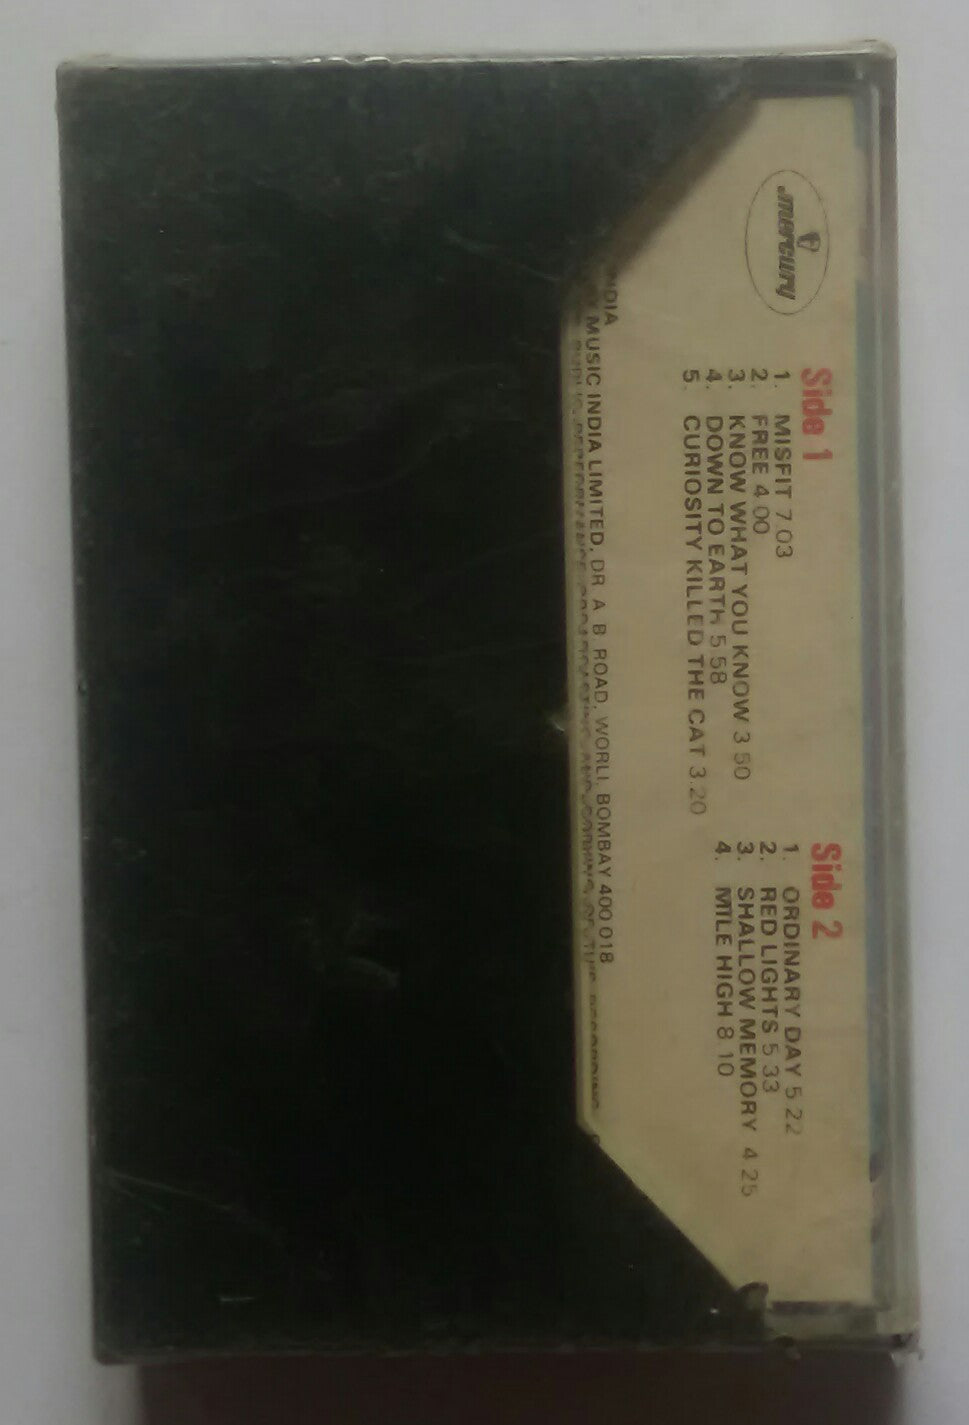 mercury
Side 1
1. MISFIT 7.03
2. FREE 4.00
3. KNOW WHAT YOU KNOW 3.50
4. DOWN TO EARTH 5.58
5. CURIOSITY KILLED THE CAT 3.20
Side 2
1. ORDINARY DAY 5.22
2. RED LIGHTS 5.33
3. SHALLOW MEMORY 4.25
4. MILE HIGH 8.10
MUSIC INDIA LIMITED, DR. A. B. ROAD, WORLI, BOMBAY 400 018